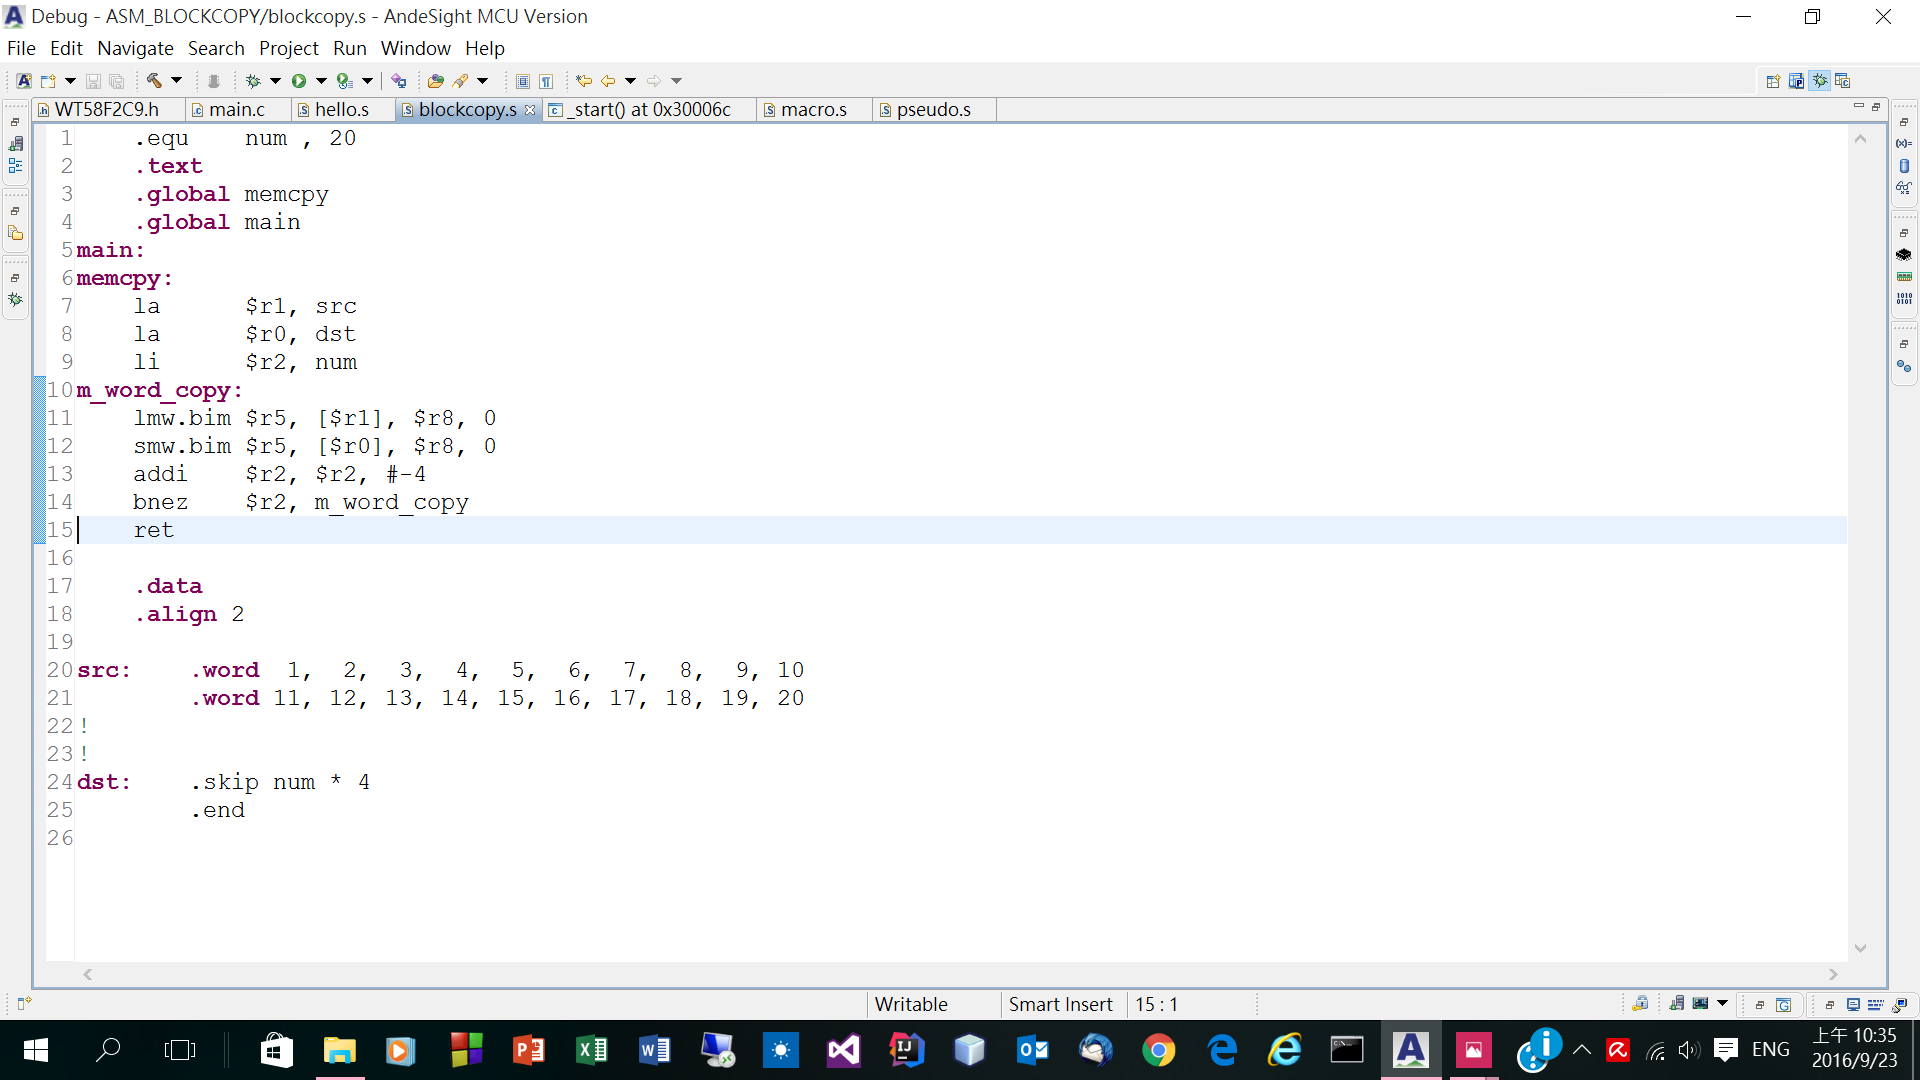 Debug - ASM_BLOCKCOPY/blockcopy.s - AndeSight MCU Version
File Edit Navigate Search Project Run Window Help
WT58F2C9.h main.c hello.s blockcopy.s _start() at 0x30006c macro.s pseudo.s
1 .equ num , 20
2 .text
3 .global memcpy
4 .global main
5 main:
6 memcpy:
7 la $r1, src
8 la $r0, dst
9 li $r2, num
10 m_word_copy:
11 lmw.bim $r5, [$r1], $r8, 0
12 smw.bim $r5, [$r0], $r8, 0
13 addi $r2, $r2, #-4
14 bnez $r2, m_word_copy
15 ret
16
17 .data
18 .align 2
19
20 src: .word 1, 2, 3, 4, 5, 6, 7, 8, 9, 10
21 .word 11, 12, 13, 14, 15, 16, 17, 18, 19, 20
22 !
23 !
24 dst: .skip num * 4
25 .end
26
Writable Smart Insert 15 : 1
ENG
上午 10:35
2016/9/23